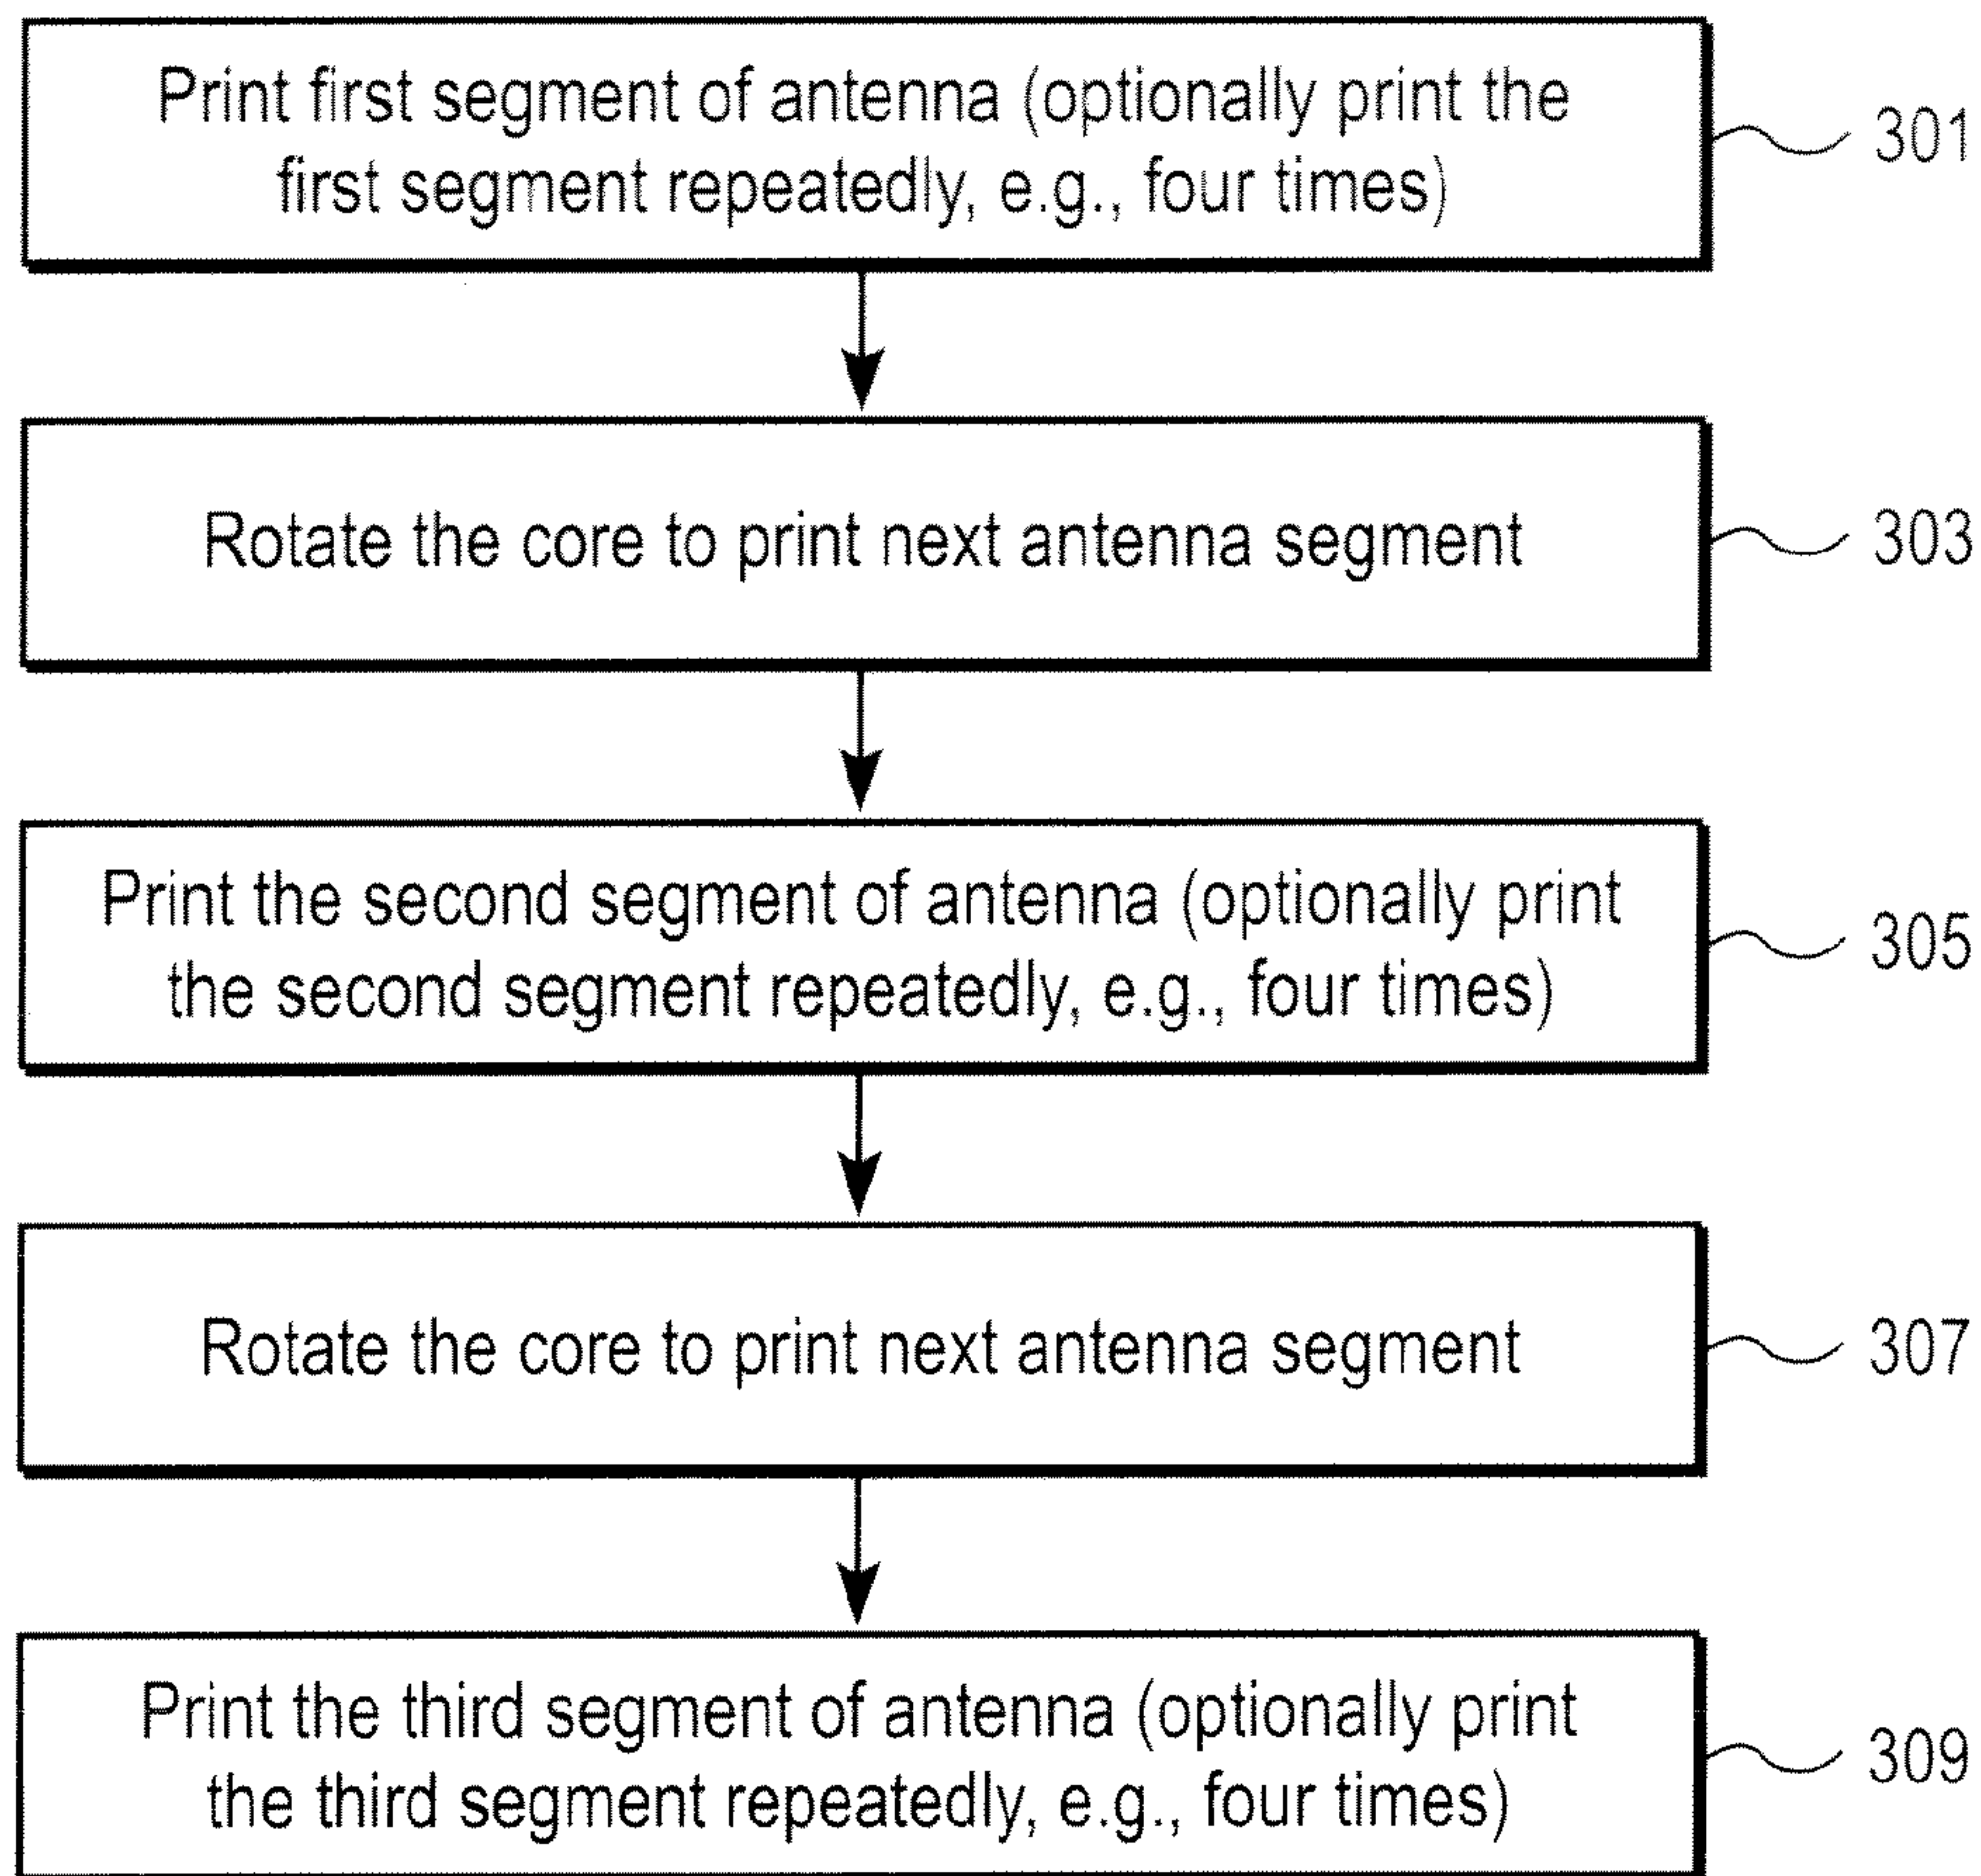 Print first segment of antenna (optionally print the
first segment repeatedly, e.g., four times)
301
Rotate the core to print next antenna segment
303
Print the second segment of antenna (optionally print
the second segment repeatedly, e.g., four times)
305
Rotate the core to print next antenna segment
307
Print the third segment of antenna (optionally print
the third segment repeatedly, e.g., four times)
309